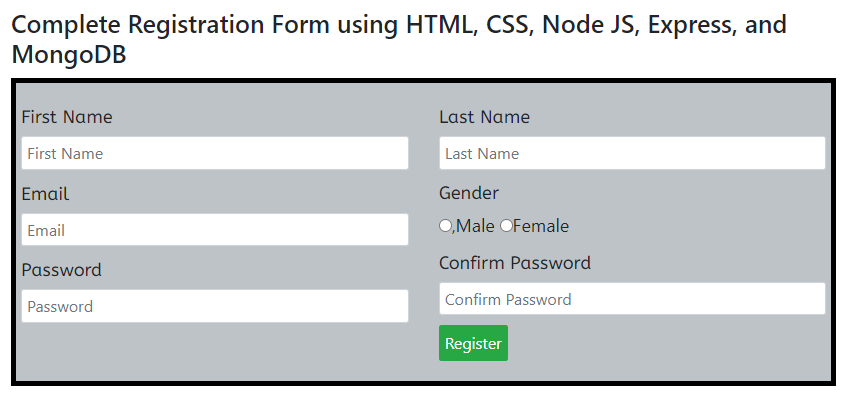 Complete Registration Form using HTML, CSS, Node JS, Express, and
MongoDB
First Name
First Name
Email
Email
Password
Password
Last Name
Last Name
Gender
,Male Female
Confirm Password
Confirm Password
Register